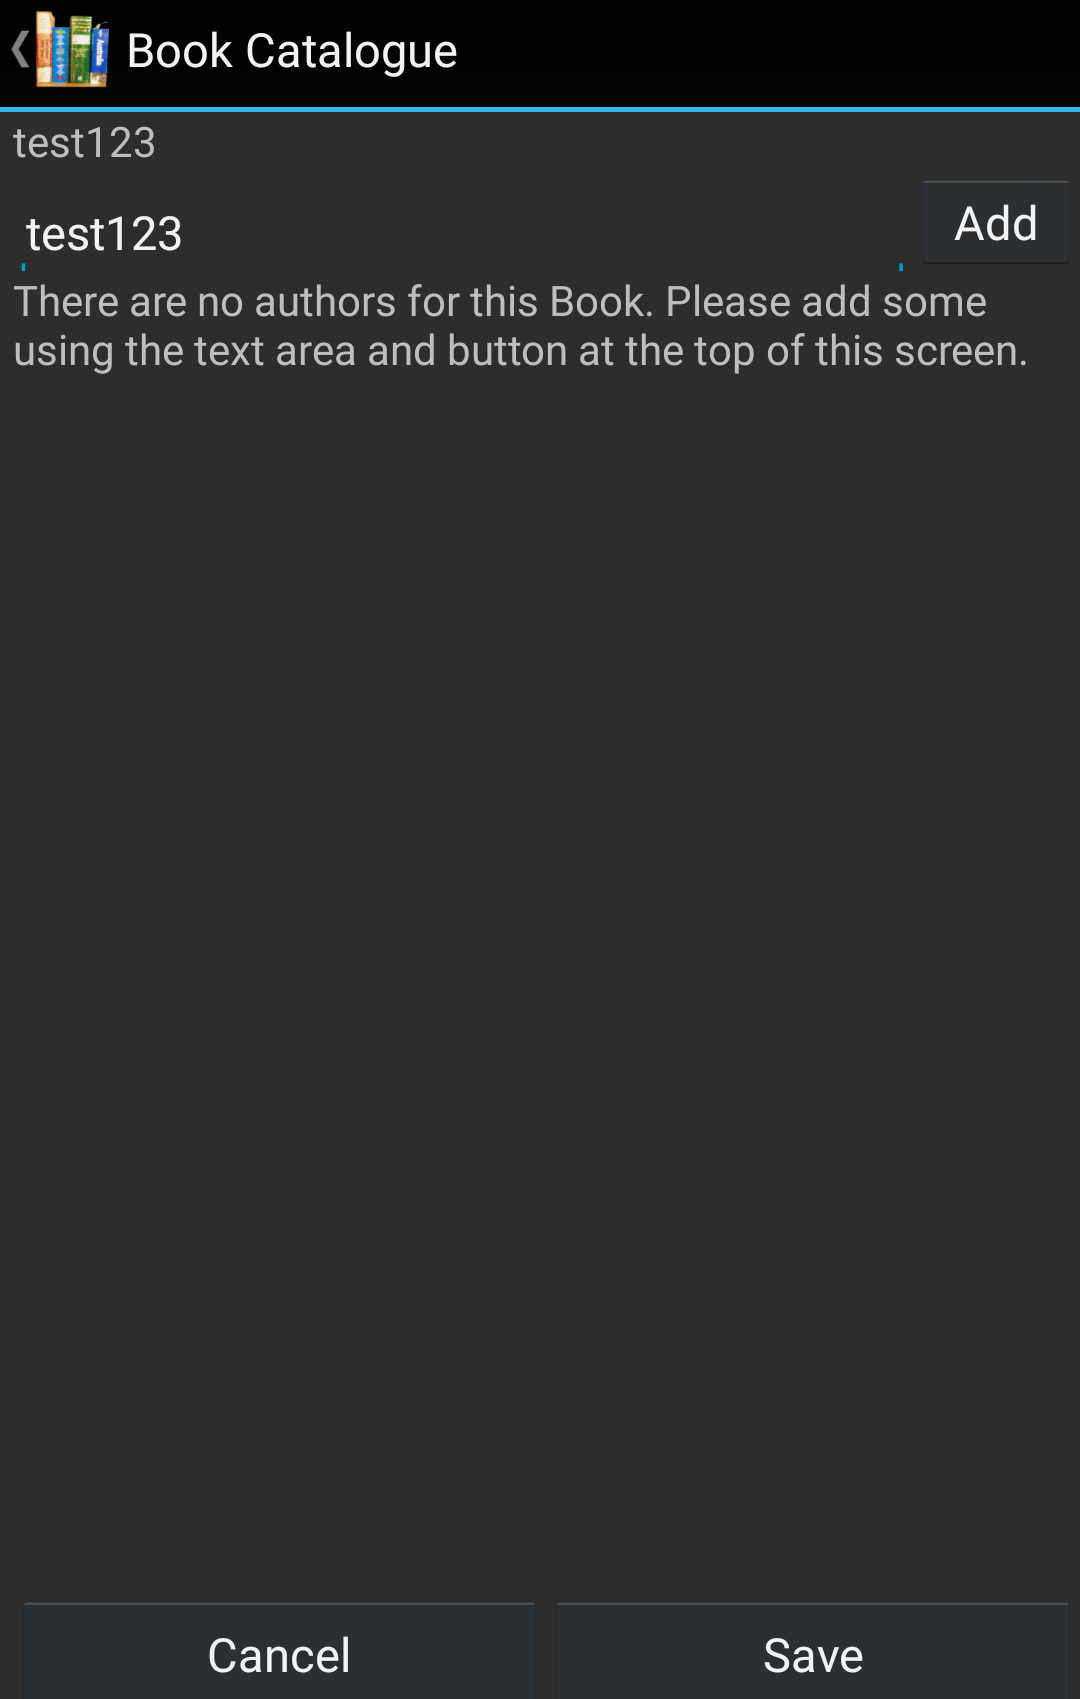 Book Catalogue
test123
test123
Add
There are no authors for this Book. Please add some
using the text area and button at the top of this screen.
Cancel
Save